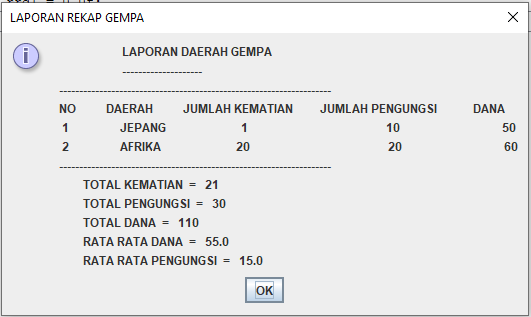 LAPORAN REKAP GEMPA
LAPORAN DAERAH GEMPA
--------------------
--------------------------------------------------------------------
NO DAERAH JUMLAH KEMATIAN JUMLAH PENGUNGSI DANA
1 JEPANG 1 10 50
2 AFRIKA 20 20 60
--------------------------------------------------------------------
TOTAL KEMATIAN = 21
TOTAL PENGUNGSI = 30
TOTAL DANA = 110
RATA RATA DANA = 55.0
RATA RATA PENGUNGSI = 15.0
OK